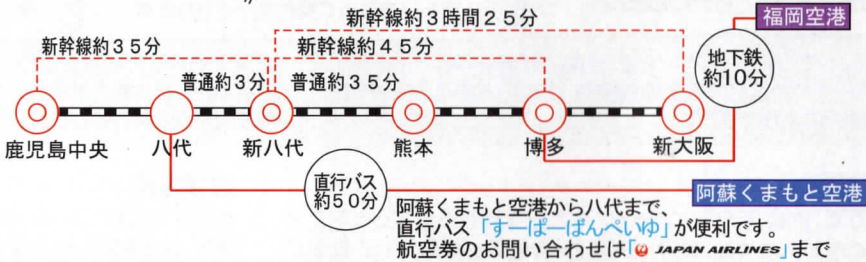 新幹線約3時間25分
福岡空港
新幹線約35分
新幹線約45分
地下鉄
約10分
普通約3分
普通約35分
鹿児島中央
八代
新八代
熊本
博多
新大阪
直行バス
約50分
阿蘇くまもと空港
阿蘇くまもと空港から八代まで、
直行バス「すーぱーばんぺいゆ」が便利です。
航空券のお問い合わせは「JAPAN AIRLINES」まで